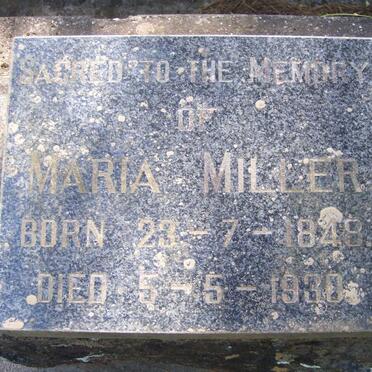 SACRED TO THE MEMORY
OF
MARIA MILLER
BORN 23-7-1848.
DIED 5-5-1930.